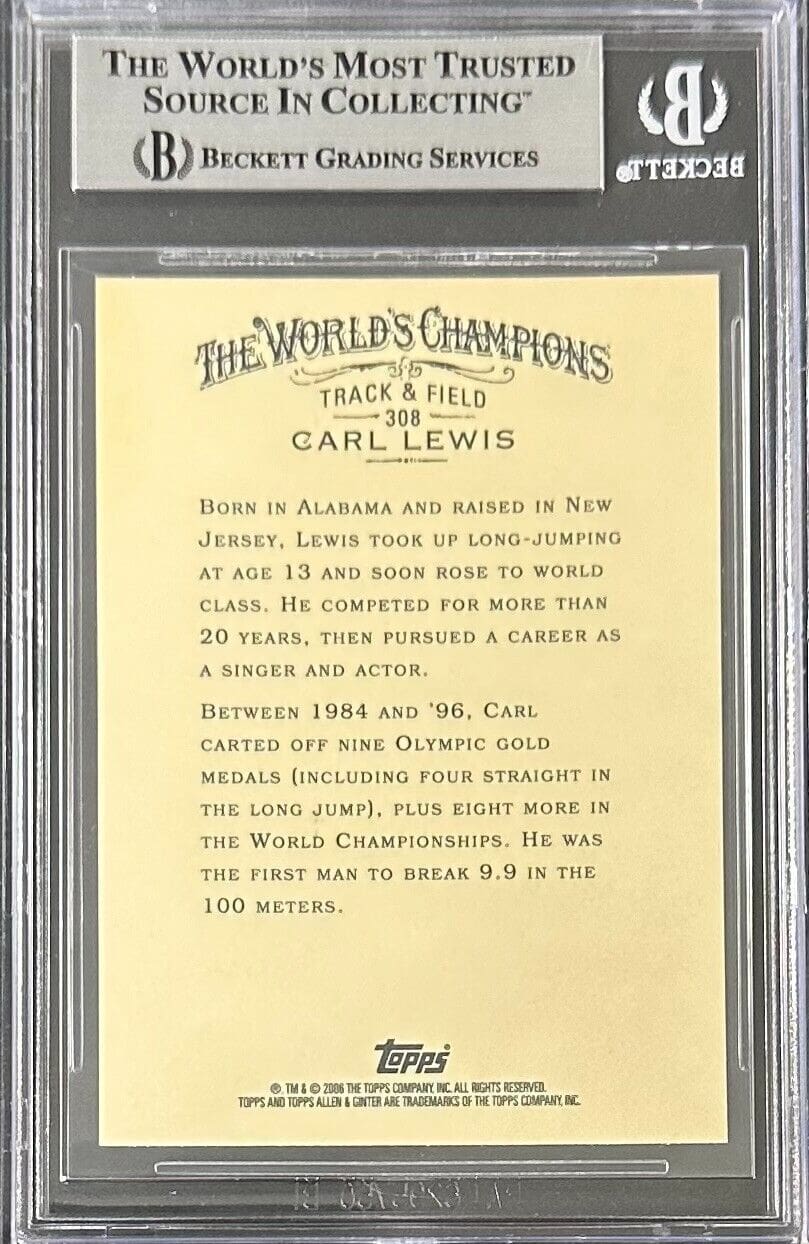 THE WORLD'S MOST TRUSTED
SOURCE IN COLLECTING™
B BECKETT GRADING SERVICES
B
BECKETT®
THE WORLD'S CHAMPIONS
TRACK & FIELD
308
CARL LEWIS
BORN IN ALABAMA AND RAISED IN NEW
JERSEY, LEWIS TOOK UP LONG-JUMPING
AT AGE 13 AND SOON ROSE TO WORLD
CLASS. HE COMPETED FOR MORE THAN
20 YEARS, THEN PURSUED A CAREER AS
A SINGER AND ACTOR.
BETWEEN 1984 AND '96, CARL
CARTED OFF NINE OLYMPIC GOLD
MEDALS (INCLUDING FOUR STRAIGHT IN
THE LONG JUMP), PLUS EIGHT MORE IN
THE WORLD CHAMPIONSHIPS. HE WAS
THE FIRST MAN TO BREAK 9.9 IN THE
100 METERS.
Topps
®, TM & © 2006 THE TOPPS COMPANY, INC. ALL RIGHTS RESERVED.
TOPPS AND TOPPS ALLEN & GINTER ARE TRADEMARKS OF THE TOPPS COMPANY, INC.